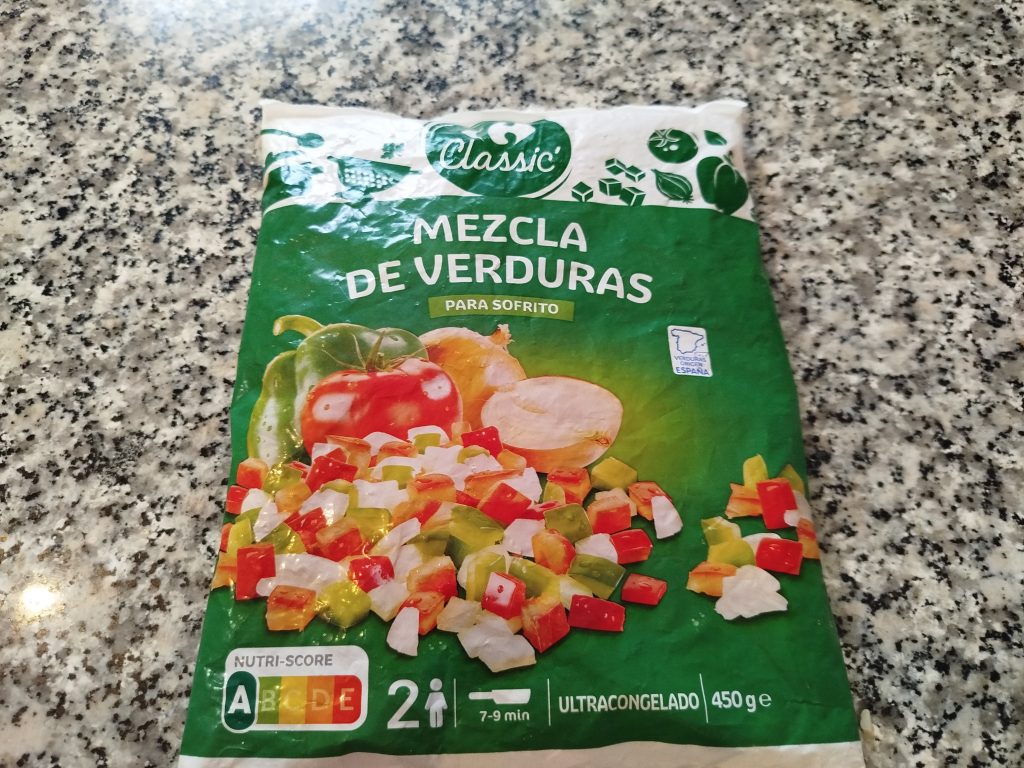 Classic'
MEZCLA
DE VERDURAS
PARA SOFRITO
VERDURAS
ORIGEN
ESPAÑA
NUTRI-SCORE
A B C D E
2
7-9 min
ULTRACONGELADO
450 g e